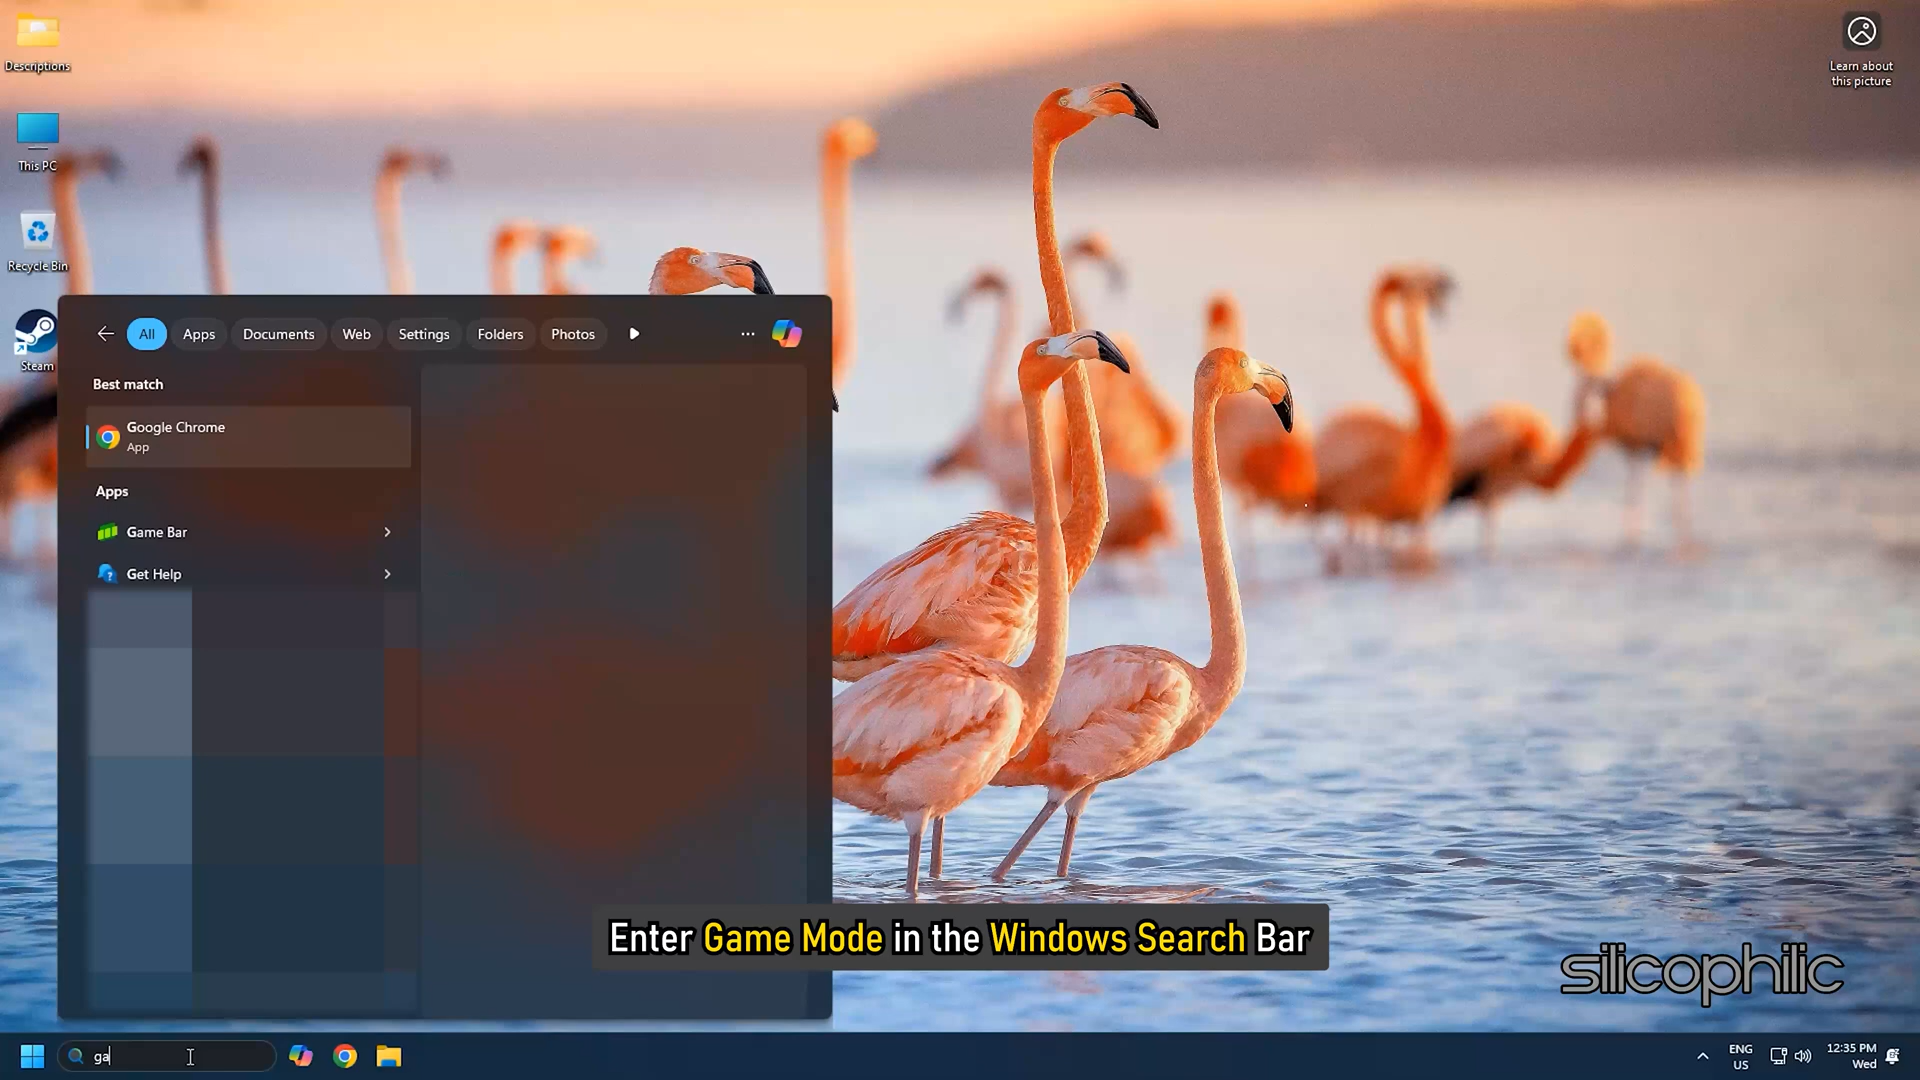 Descriptions
This PC
Recycle Bin
Steam
Learn about
this picture
All
Apps
Documents
Web
Settings
Folders
Photos
Best match
Google Chrome
App
Apps
Game Bar
Get Help
Enter Game Mode in the Windows Search Bar
silicophilic
ga
ENG
US
12:35 PM
Wed